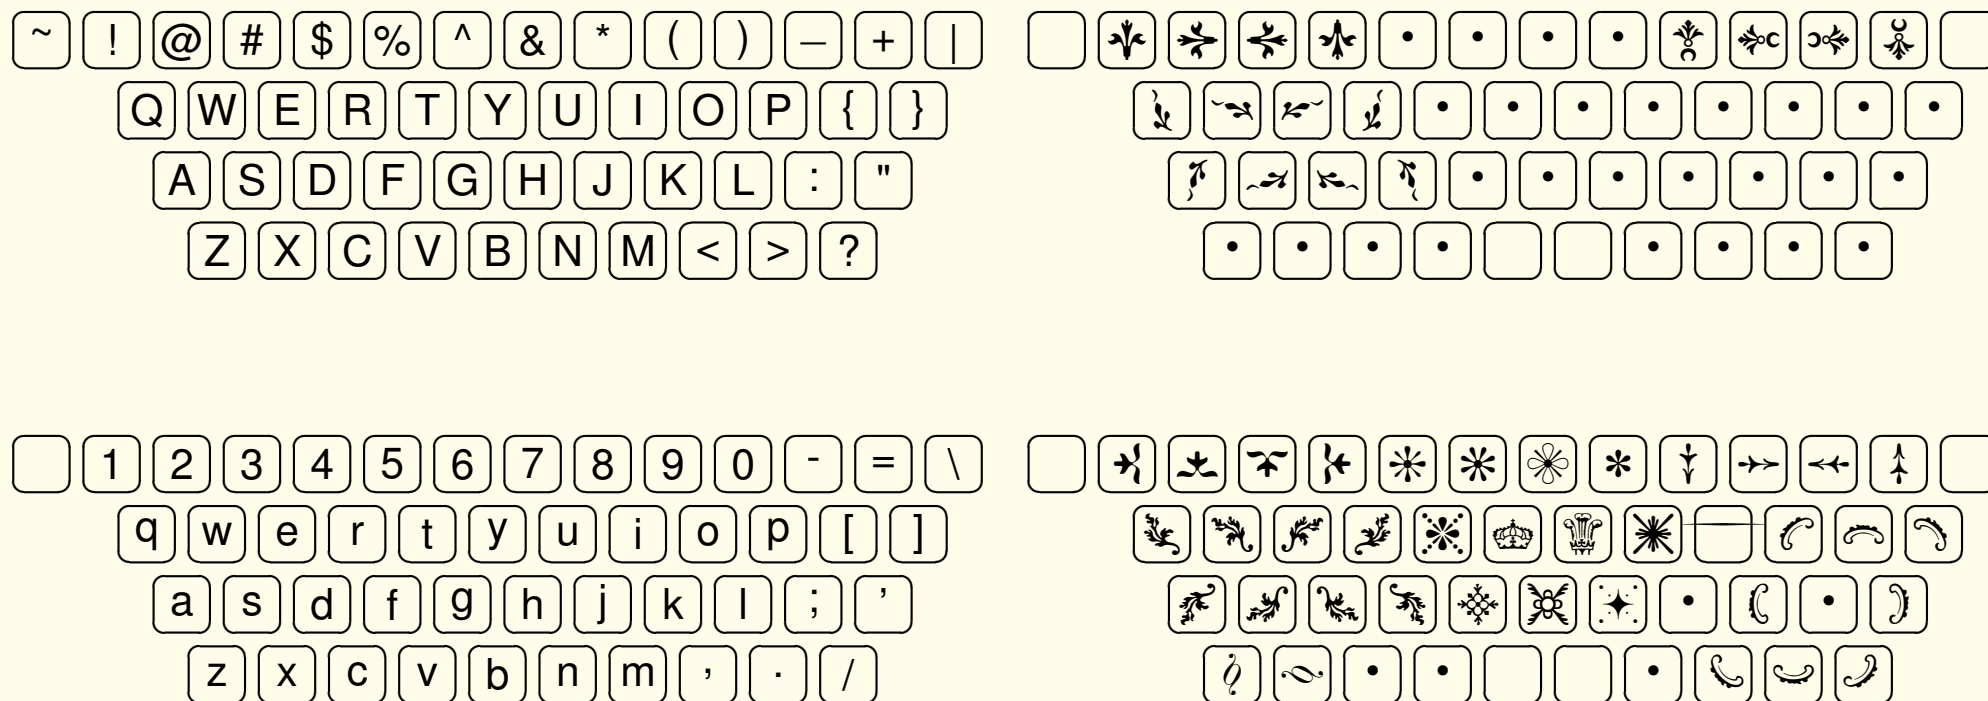 ~ ! @ # $ % ^ & * ( ) — + |
Q W E R T Y U I O P { }
A S D F G H J K L : "
Z X C V B N M < > ?
1 2 3 4 5 6 7 8 9 0 - = \
q w e r t y u i o p [ ]
a s d f g h j k l ; ’
z x c v b n m , . /